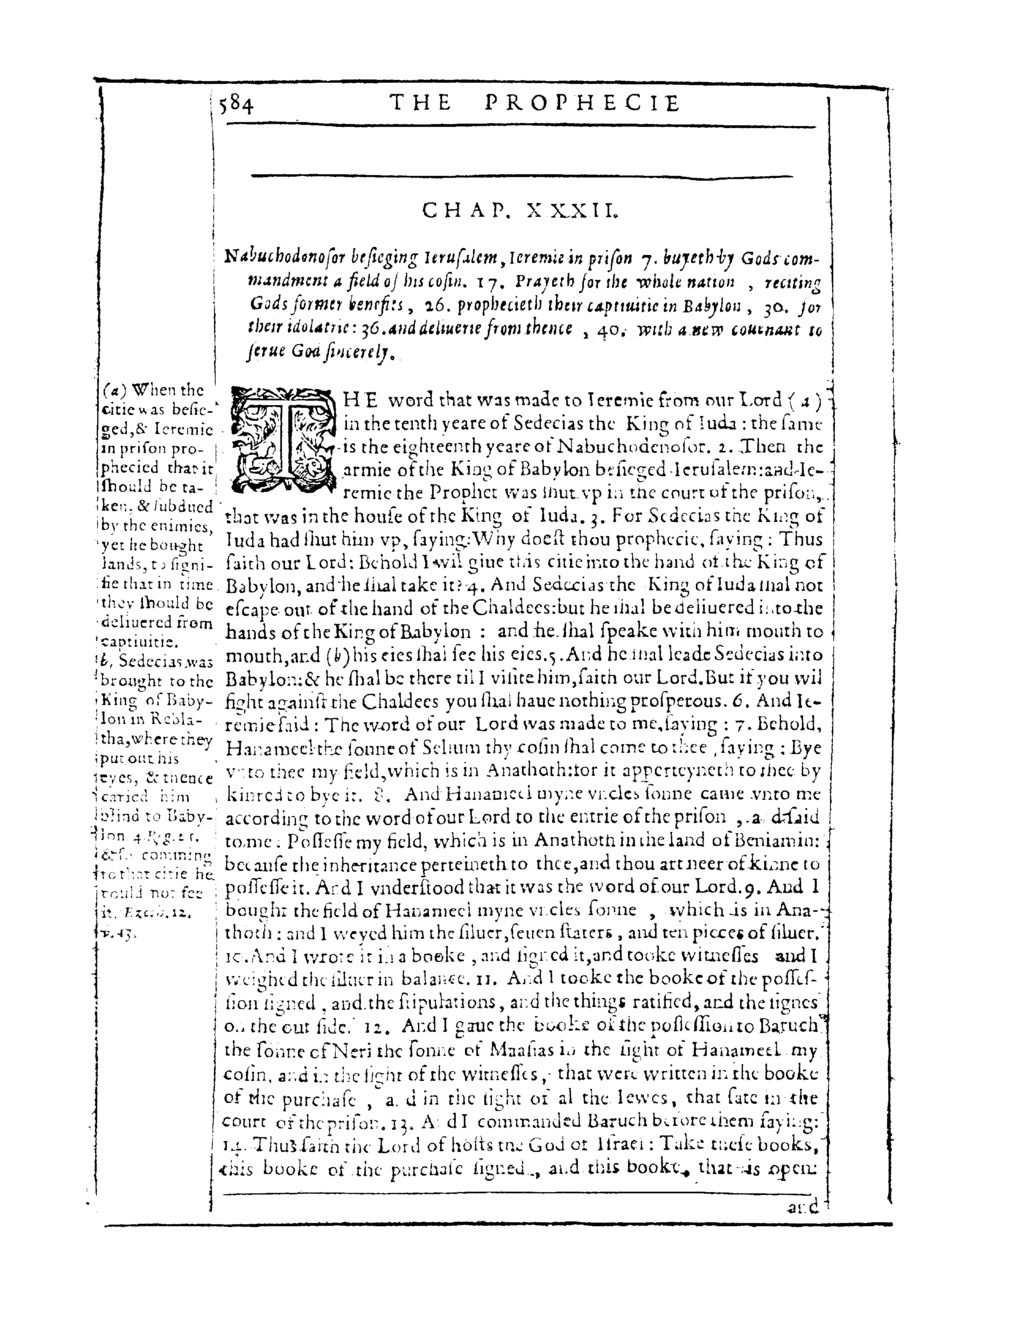 584 THE PROPHECIE
CHAP. XXXII.
Nabuchodonosor besieging Ierusalem, Ieremie in prison 7. buyeth by Gods com-
mandment a field of his cosin. 17. Prayeth for the whole nation, reciting
Gods former benefits, 26. prophecieth their captiuitie in Babylon, 30. for
their idolatrie: 36. and deliuerie from thence, 40. with a new couenant to
serue God sincerely.
(a) When the
citie was besie-
ged, & Ieremie
in prison pro-
phecied that it
should be ta-
ken, & subdued
by the enimies,
yet he bought
lands, to signi-
fie that in time
they should be
deliuered from
captiuitie.
b, Sedecias was
brought to the
King of Baby-
lon in Rebla-
tha, where they
put out his
eyes, & thence
caried him
blind to Baby-
lon 4. Reg. 25.
& so comming
to that citie he
could not see
it. Ezec. 12.
v. 13.
THE word that was made to Ieremie from our Lord (a)
in the tenth yeare of Sedecias the King of Iuda: the same
is the eighteenth yeare of Nabuchodonosor. 2. Then the
armie of the King of Babylon besieged Ierusalem: and Ie-
remie the Prophet was shut vp in the court of the prison,
that was in the house of the King of Iuda. 3. For Sedecias the King of
Iuda had shut him vp, saying: Why doest thou prophecie, saying: Thus
saith our Lord: Behold I wil giue this citie into the hand of the King of
Babylon, and he shal take it? 4. And Sedecias the King of Iuda shal not
escape out of the hand of the Chaldees: but he shal be deliuered into the
hands of the King of Babylon: and he shal speake with him mouth to
mouth, and (b) his eies shal see his eies. 5. And he shal leade Sedecias into
Babylon: & he shal be there til I visite him, saith our Lord. But if you wil
fight against the Chaldees you shal haue nothing prosperous. 6. And Ie-
remie said: The word of our Lord was made to me, saying: 7. Behold,
Hanameel the sonne of Selium thy cosin shal come to thee, saying: Bye
vnto thee my field, which is in Anathoth: for it apperteyneth to thee by
kinred to bye it. 8. And Hanameel myne vncles sonne came vnto me
according to the word of our Lord to the entrie of the prison, and said
to me: Possesse my field, which is in Anathoth in the land of Beniamin:
because the inheritance perteineth to thee, and thou art neer of kinne to
possesse it. And I vnderstood that it was the word of our Lord. 9. And I
bought the field of Hanameel myne vncles sonne, which is in Ana-
thoth: and I weyed him the siluer, seuen staters, and ten pieces of siluer.
10. And I wrote it in a booke, and signed it, and tooke witnesses and I
weighed the siluer in balance. 11. And I tooke the booke of the posses-
sion signed, and the stipulations, and the things ratified, and the signes
on the out side. 12. And I gaue the booke of the possession to Baruch
the sonne of Neri the sonne of Maasias in the sight of Hanameel my
cosin, and in the sight of the witnesses, that were written in the booke
of the purchase, and in the sight of al the Iewes, that sate in the
court of the prison. 13. And I commanded Baruch before them saying:
14. Thus saith the Lord of hosts the God of Israel: Take these books,
this booke of the purchase signed, and this booke, that is open:
and